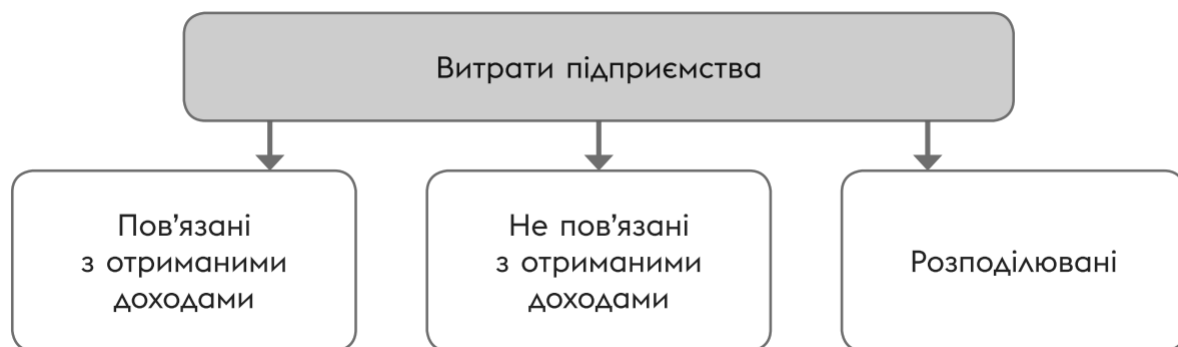 Витрати підприємства
Пов’язані
з отриманими
доходами
Не пов’язані
з отриманими
доходами
Розподілювані